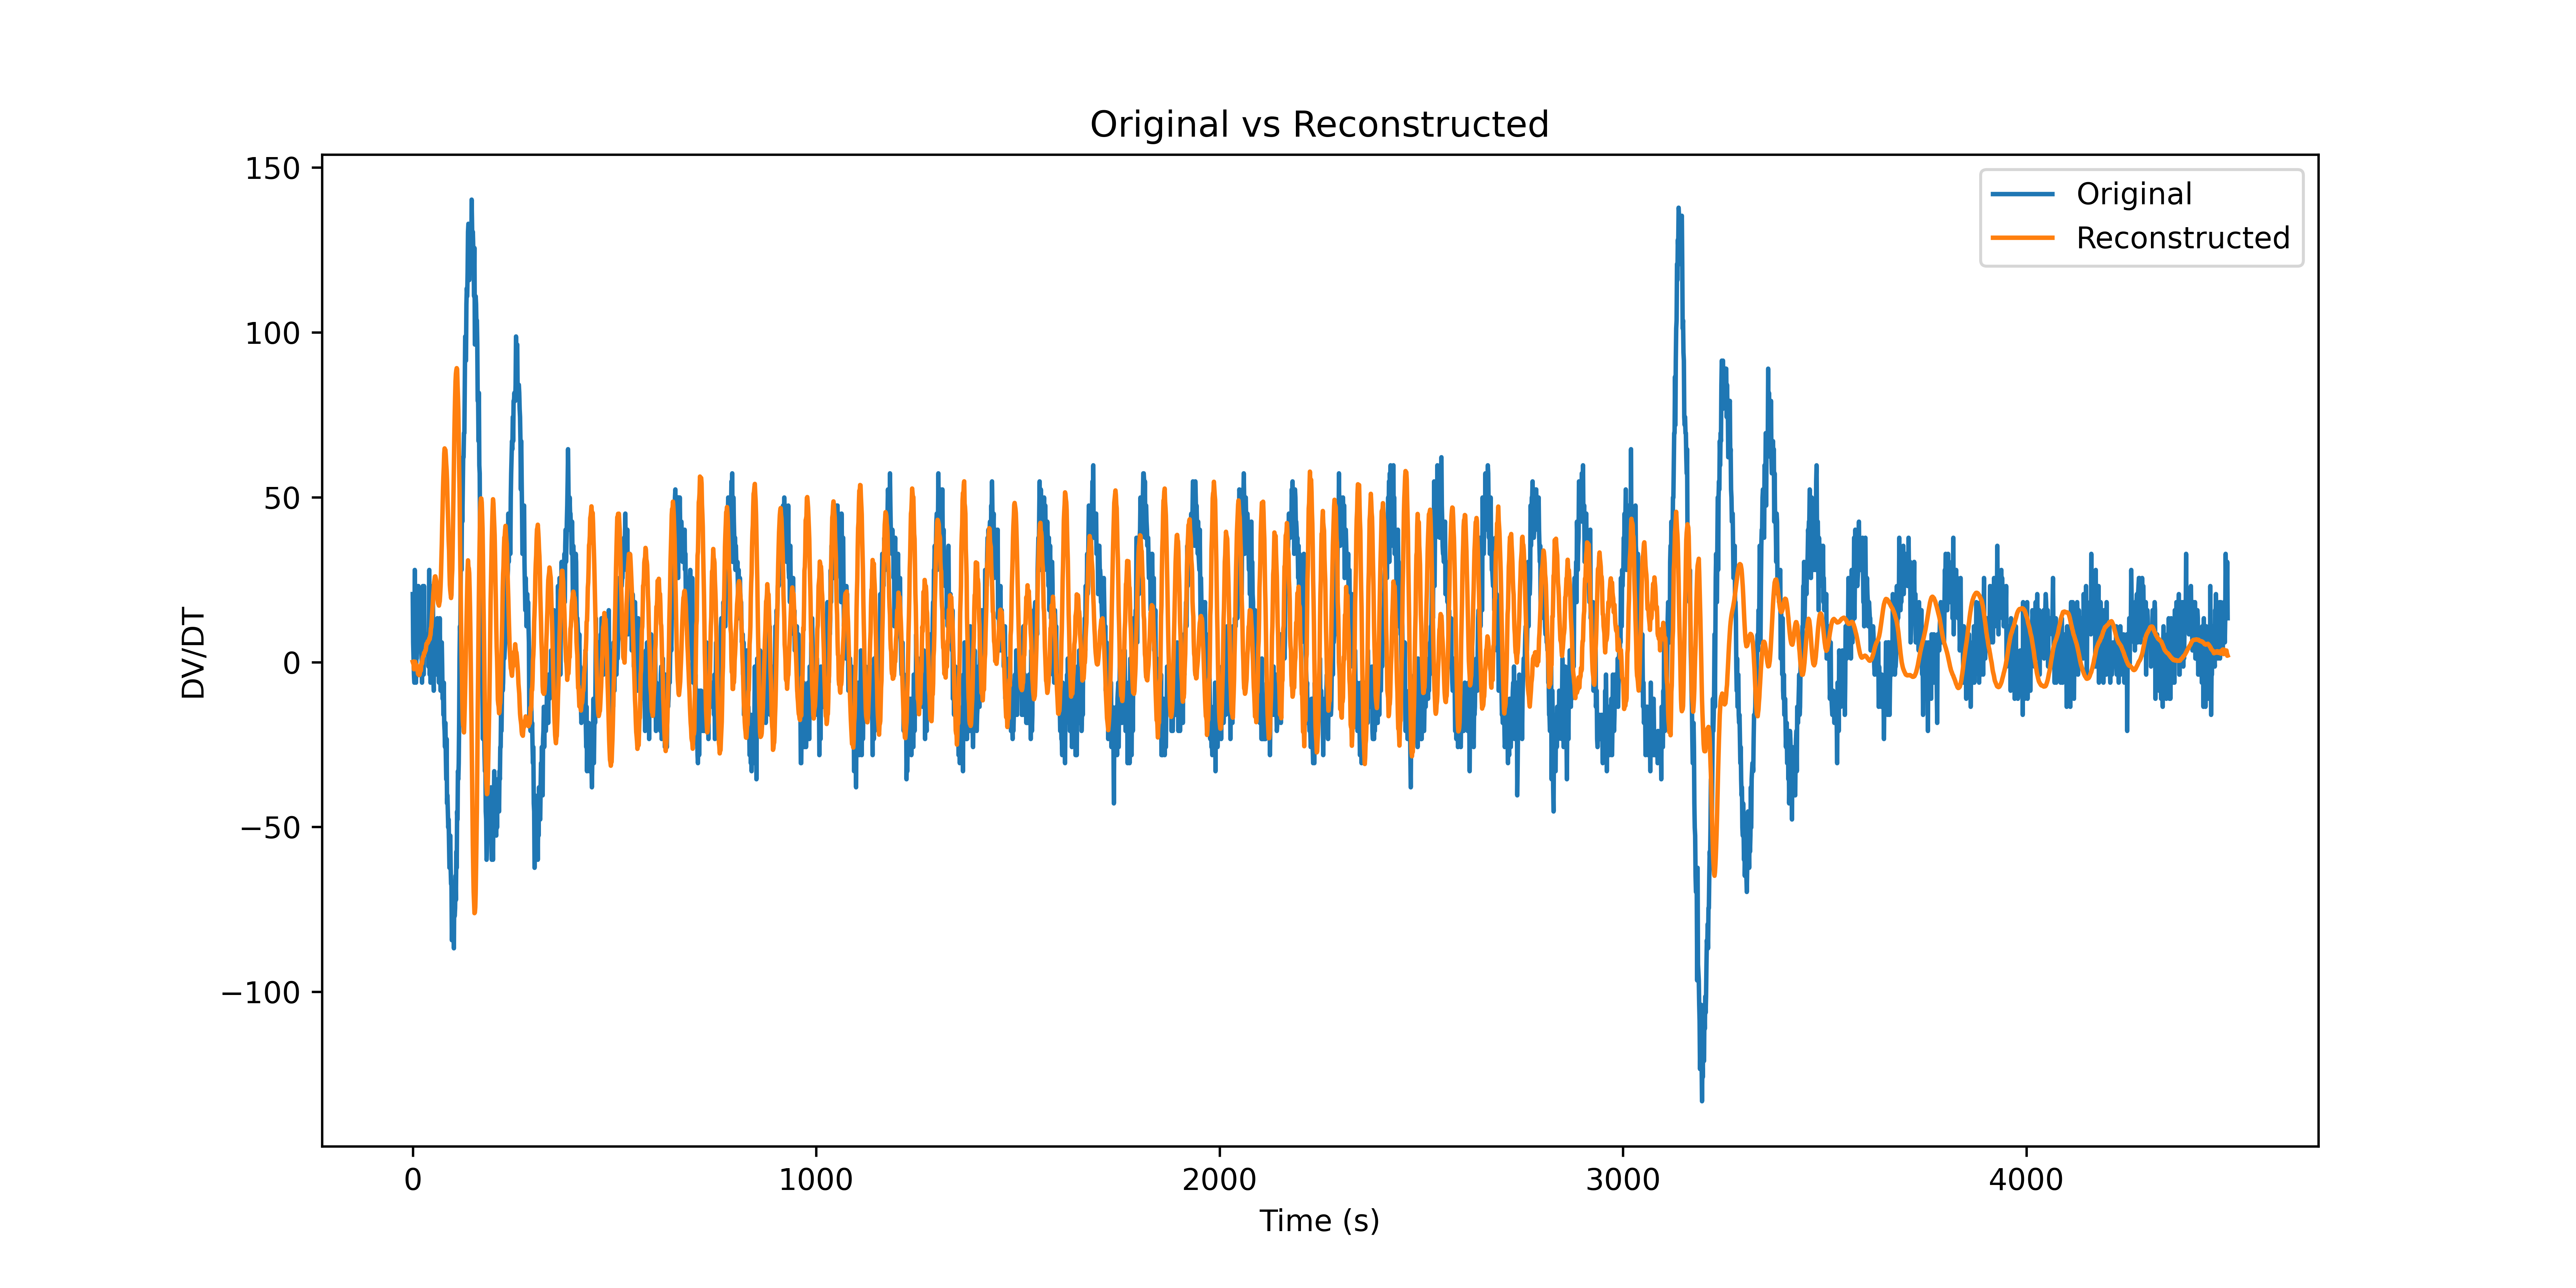 Original vs Reconstructed
150
100
50
0
−50
−100
DV/DT
Original
Reconstructed
0
1000
2000
3000
4000
Time (s)